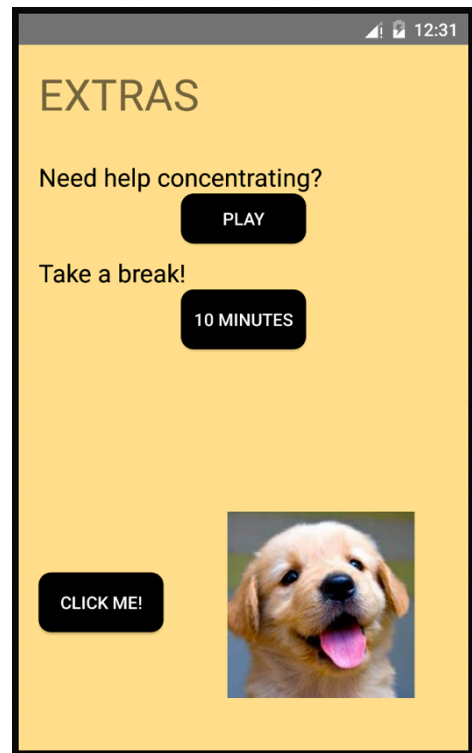 12:31
EXTRAS
Need help concentrating?
PLAY
Take a break!
10 MINUTES
CLICK ME!